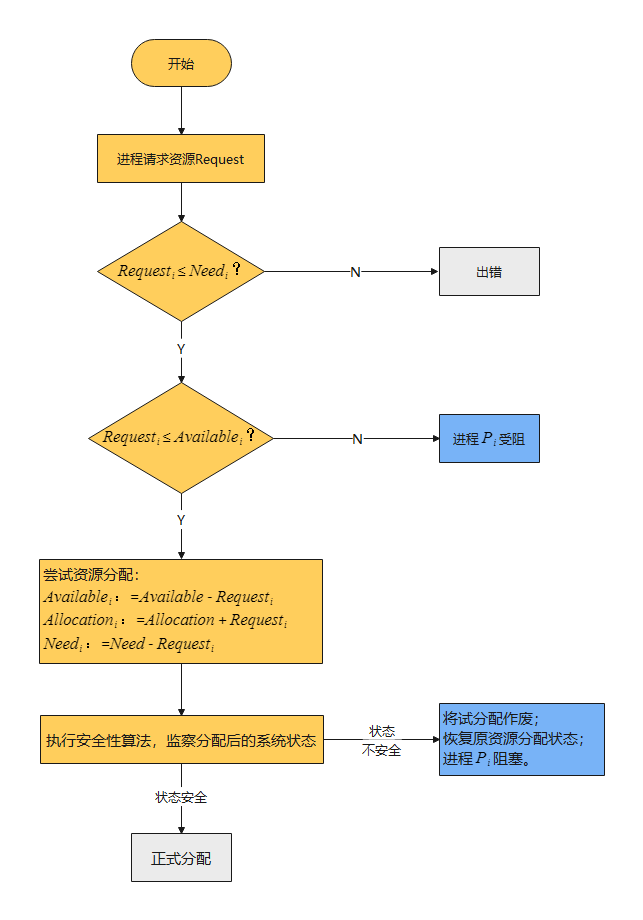 开始
进程请求资源Request
Requestᵢ ≤ Needᵢ？
N
出错
Y
Requestᵢ ≤ Availableᵢ？
N
进程 Pᵢ 受阻
Y
尝试资源分配：
Availableᵢ：=Available - Requestᵢ
Allocationᵢ：=Allocation + Requestᵢ
Needᵢ：=Need - Requestᵢ
执行安全性算法，监察分配后的系统状态
状态
不安全
将试分配作废；
恢复原资源分配状态；
进程 Pᵢ 阻塞。
状态安全
正式分配